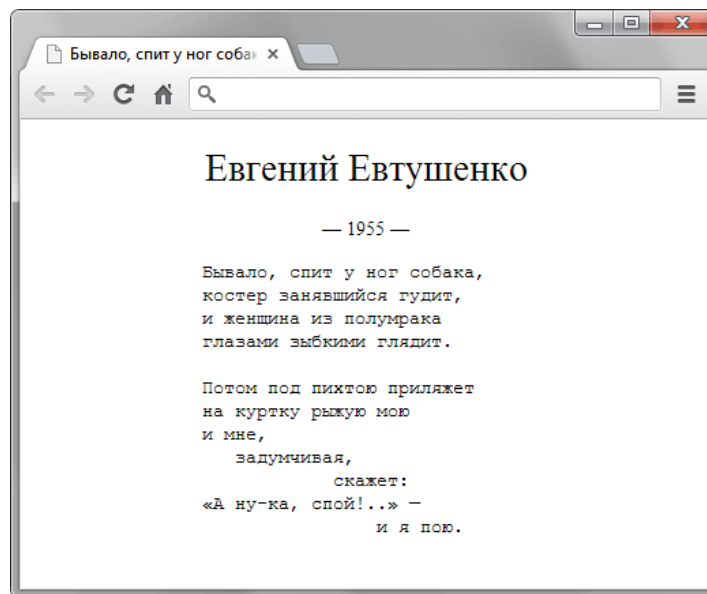 Бывало, спит у ног соба
Евгений Евтушенко
— 1955 —
Бывало, спит у ног собака,
костер занявшийся гудит,
и женщина из полумрака
глазами зыбкими глядит.
Потом под пихтою приляжет
на куртку рыжую мою
и мне,
задумчивая,
скажет:
«А ну-ка, спой!..» —
и я пою.